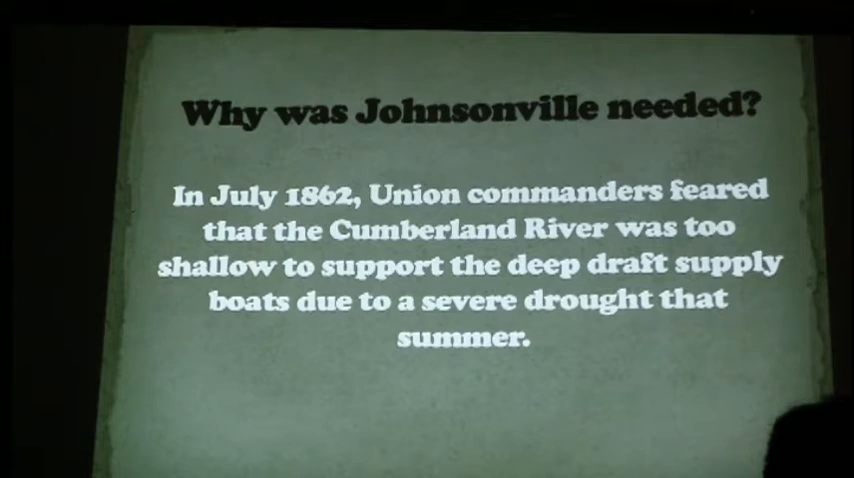 Why was Johnsonville needed?
In July 1862, Union commanders feared
that the Cumberland River was too
shallow to support the deep draft supply
boats due to a severe drought that
summer.